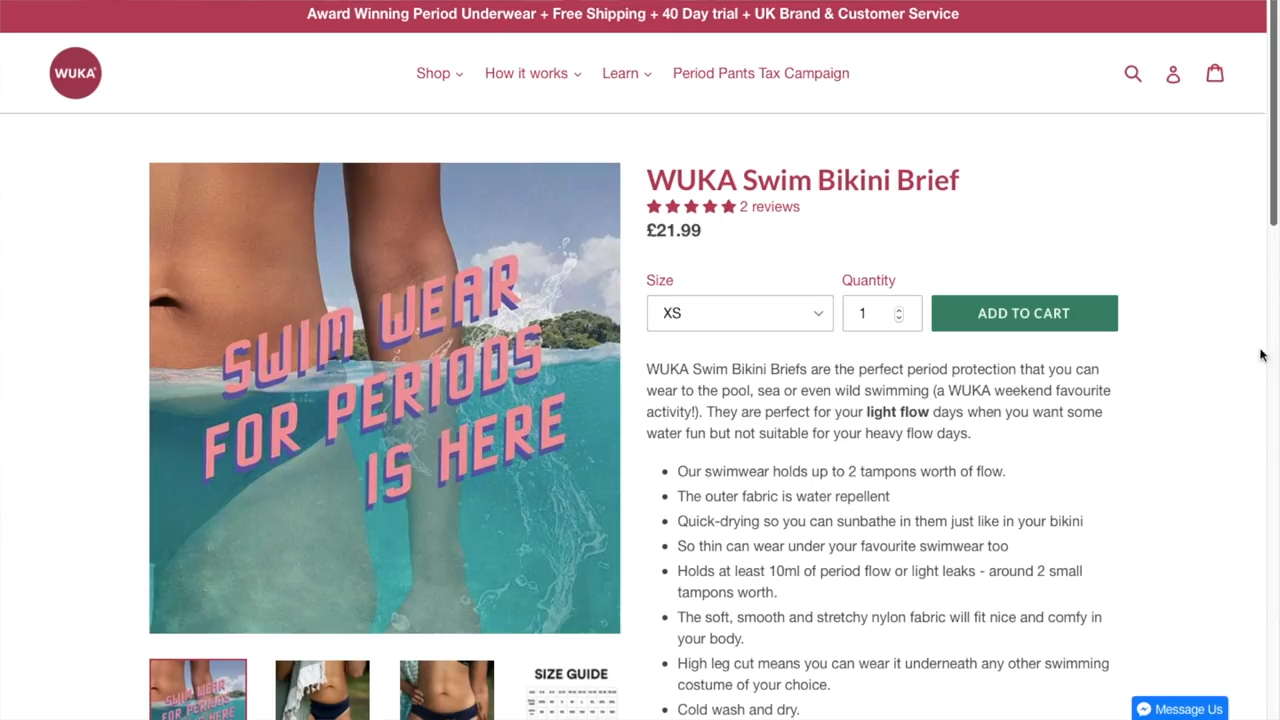 Award Winning Period Underwear + Free Shipping + 40 Day trial + UK Brand & Customer Service
WUKA®
Shop
How it works
Learn
Period Pants Tax Campaign
SWIM WEAR
FOR PERIODS
IS HERE
WUKA Swim Bikini Brief
2 reviews
£21.99
Size
Quantity
XS
1
ADD TO CART
WUKA Swim Bikini Briefs are the perfect period protection that you can
wear to the pool, sea or even wild swimming (a WUKA weekend favourite
activity!). They are perfect for your light flow days when you want some
water fun but not suitable for your heavy flow days.
Our swimwear holds up to 2 tampons worth of flow.
The outer fabric is water repellent
Quick-drying so you can sunbathe in them just like in your bikini
So thin can wear under your favourite swimwear too
Holds at least 10ml of period flow or light leaks - around 2 small
tampons worth.
The soft, smooth and stretchy nylon fabric will fit nice and comfy in
your body.
High leg cut means you can wear it underneath any other swimming
costume of your choice.
Cold wash and dry.
SWIM WEAR
FOR PERIODS
IS HERE
SIZE GUIDE
Message Us